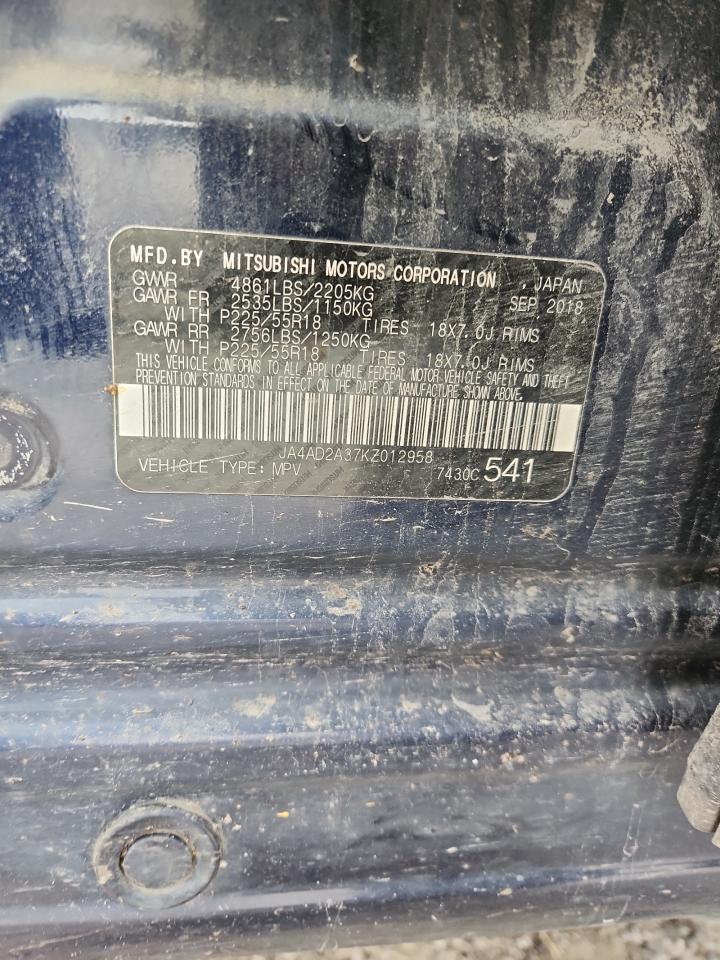 MFD.BY MITSUBISHI MOTORS CORPORATION , JAPAN
GWWR 4861LBS/2205KG SEP 2018
GAWR FR 2535LBS/1150KG
WITH P225/55R18 TIRES 18X7.0J RIMS
GAWR RR 2756LBS/1250KG
WITH P225/55R18 TIRES 18X7.0J RIMS
THIS VEHICLE CONFORMS TO ALL APPLICABLE FEDERAL MOTOR VEHICLE SAFETY AND THEFT
PREVENTION STANDARDS IN EFFECT ON THE DATE OF MANUFACTURE SHOWN ABOVE.
JA4AD2A37KZ012958
VEHICLE TYPE: MPV 7430C 541